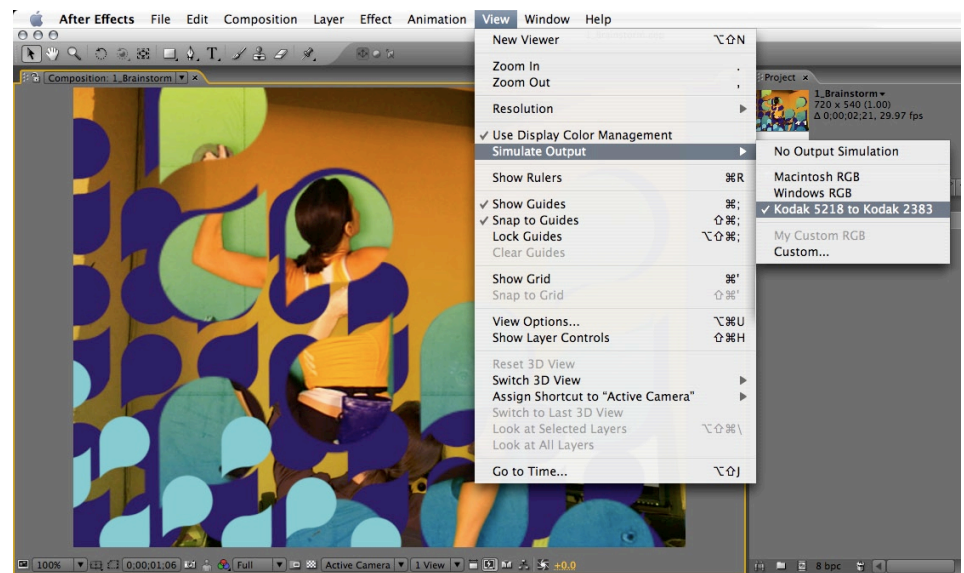 After Effects File Edit Composition Layer Effect Animation View Window Help
Composition: 1_Brainstorm
New Viewer ⌥⇧N
Zoom In .
Zoom Out ,
Resolution
✓ Use Display Color Management
Simulate Output
Show Rulers ⌘R
✓ Show Guides ⌘;
✓ Snap to Guides ⇧⌘;
Lock Guides ⌥⇧⌘;
Clear Guides
Show Grid ⌘'
Snap to Grid ⇧⌘'
View Options... ⌥⌘U
Show Layer Controls ⇧⌘H
Reset 3D View
Switch 3D View
Assign Shortcut to "Active Camera"
Switch to Last 3D View
Look at Selected Layers ⌥⇧⌘\
Look at All Layers
Go to Time... ⌥⇧J
Project
1_Brainstorm
720 x 540 (1.00)
Δ 0;00;02;21, 29.97 fps
No Output Simulation
Macintosh RGB
Windows RGB
✓ Kodak 5218 to Kodak 2383
My Custom RGB
Custom...
100% 0;00;01;06 Full Active Camera 1 View +0.0
8 bpc